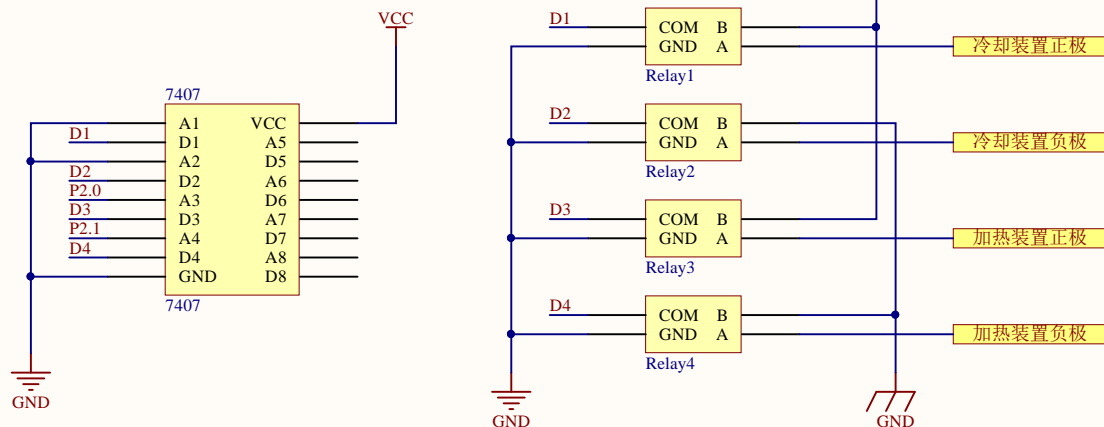 VCC
7407
A1 VCC
D1 D1 A5
A2 D5
D2 D2 A6
P2.0 A3 D6
D3 D3 A7
P2.1 A4 D7
D4 D4 A8
GND D8
7407
GND
D1 COM B
GND A 冷却装置正极
Relay1
D2 COM B
GND A 冷却装置负极
Relay2
D3 COM B
GND A 加热装置正极
Relay3
D4 COM B
GND A 加热装置负极
Relay4
GND
GND